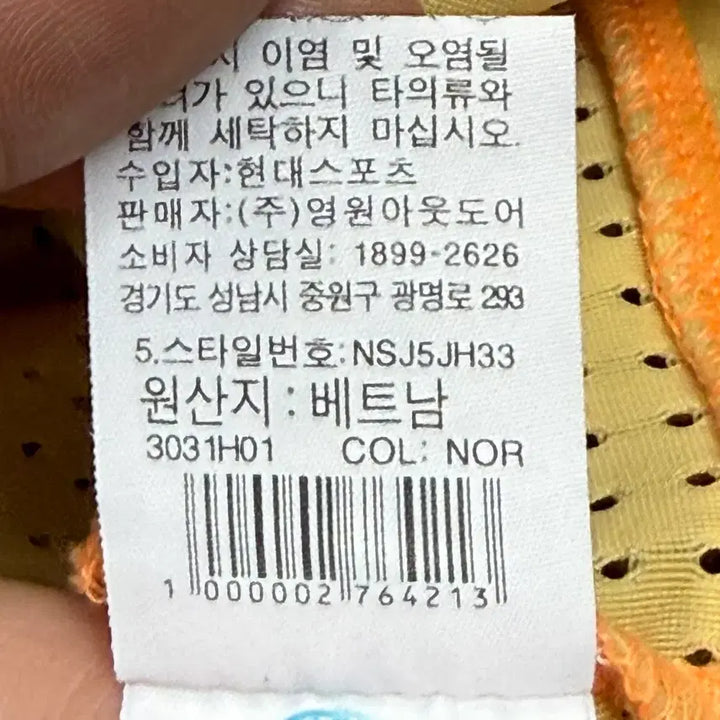 이염 및 오염될
있으니 타의류와
함께 세탁하지 마십시오.
수입자:현대스포츠
판매자:(주)영원아웃도어
소비자 상담실: 1899-2626
경기도 성남시 중원구 광명로 293
5.스타일번호:NSJ5JH33
원산지 : 베트남
3031H01 COL: NOR
1 000002 764213